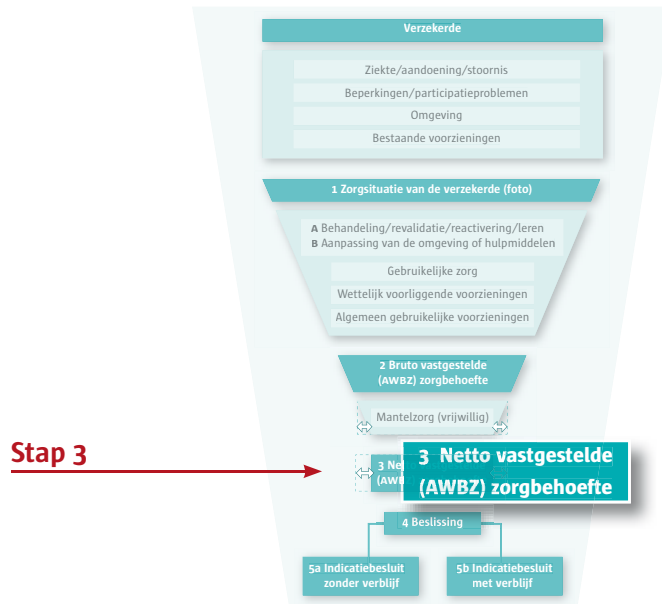 Verzekerde
Ziekte/aandoening/stoornis
Beperkingen/participatieproblemen
Omgeving
Bestaande voorzieningen
1 Zorgsituatie van de verzekerde (foto)
A Behandeling/revalidatie/reactivering/leren
B Aanpassing van de omgeving of hulpmiddelen
Gebruikelijke zorg
Wettelijk voorliggende voorzieningen
Algemeen gebruikelijke voorzieningen
2 Bruto vastgestelde
(AWBZ) zorgbehoefte
Mantelzorg (vrijwillig)
Stap 3
3 Ne
(AW
3 Netto vastgestelde
(AWBZ) zorgbehoefte
4 Beslissing
5a Indicatiebesluit
zonder verblijf
5b Indicatiebesluit
met verblijf